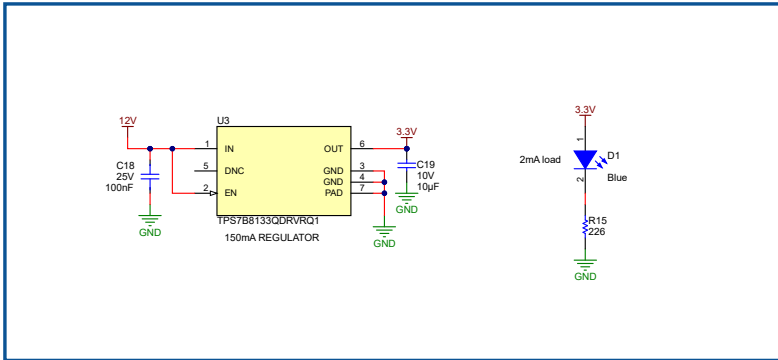 12V
C18
25V
100nF
GND
U3
1
IN
5
DNC
2
EN
OUT
6
GND
3
GND
4
PAD
7
TPS7B8133QDRVRQ1
150mA REGULATOR
3.3V
C19
10V
10µF
GND
GND
3.3V
1
2mA load
D1
2
Blue
R15
226
GND